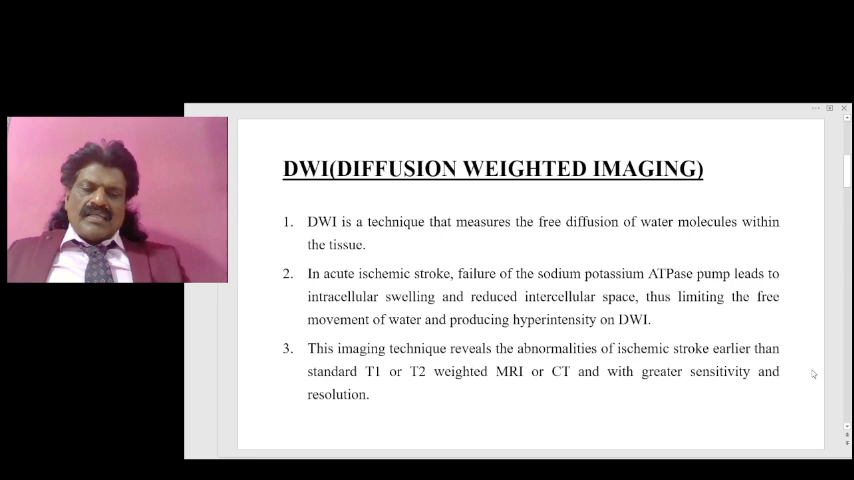 DWI(DIFFUSION WEIGHTED IMAGING)
1. DWI is a technique that measures the free diffusion of water molecules within
the tissue.
2. In acute ischemic stroke, failure of the sodium potassium ATPase pump leads to
intracellular swelling and reduced intercellular space, thus limiting the free
movement of water and producing hyperintensity on DWI.
3. This imaging technique reveals the abnormalities of ischemic stroke earlier than
standard T1 or T2 weighted MRI or CT and with greater sensitivity and
resolution.